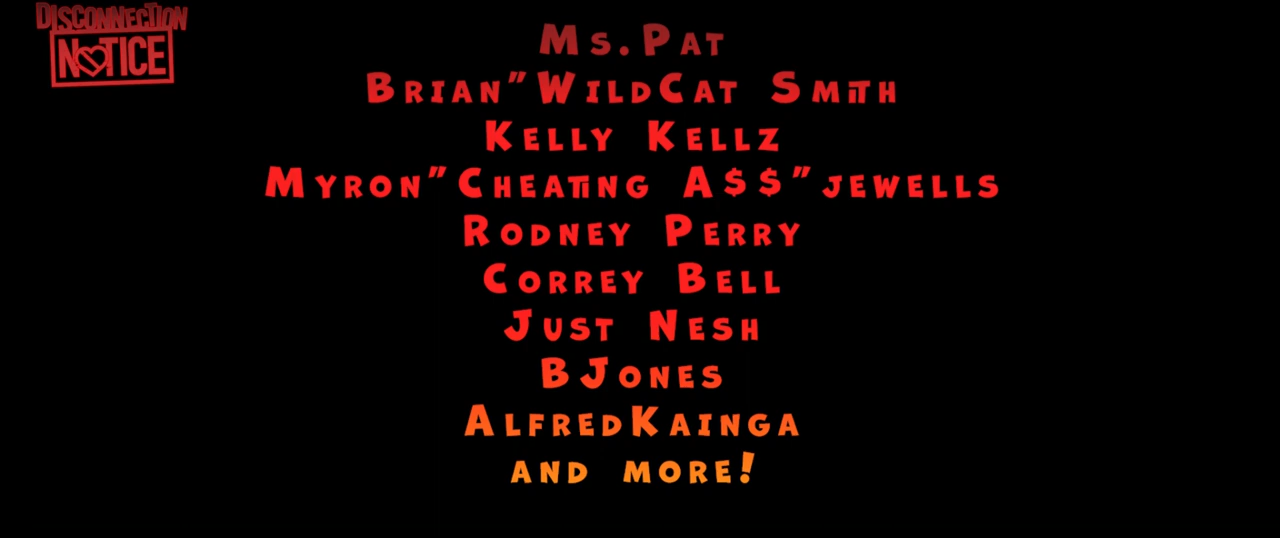 DISCONNECTION
NOTICE
Ms. Pat
Brian"WildCat Smith
Kelly Kellz
Myron"Cheating A$$"jewells
Rodney Perry
Correy Bell
Just Nesh
BJones
AlfredKainga
and more!